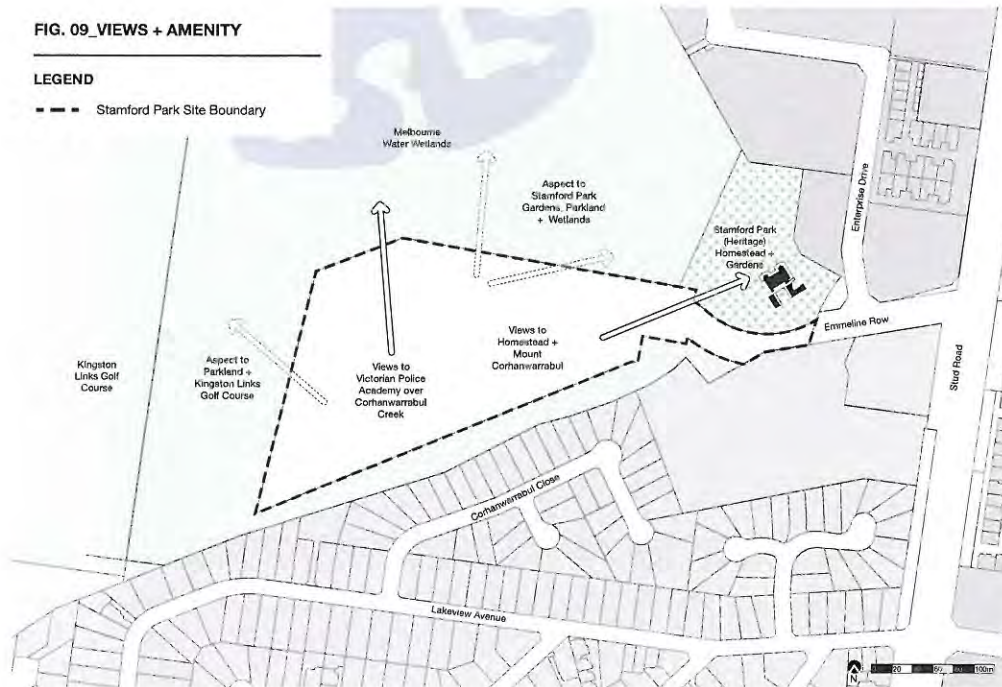 FIG. 09_VIEWS + AMENITY
LEGEND
Stamford Park Site Boundary
Melbourne
Water Wetlands
Aspect to
Stamford Park
Gardens, Parkland
+ Wetlands
Stamford Park
(Heritage)
Homestead +
Gardens
Enterprise Drive
Emmeline Row
Stud Road
Views to
Homestead +
Mount
Corhanwarrabul
Views to
Victorian Police
Academy over
Corhanwarrabul
Creek
Aspect to
Parkland +
Kingston Links
Golf Course
Kingston
Links Golf
Course
Corhanwarrabul Close
Lakeview Avenue
N
0 20 60 80 100m